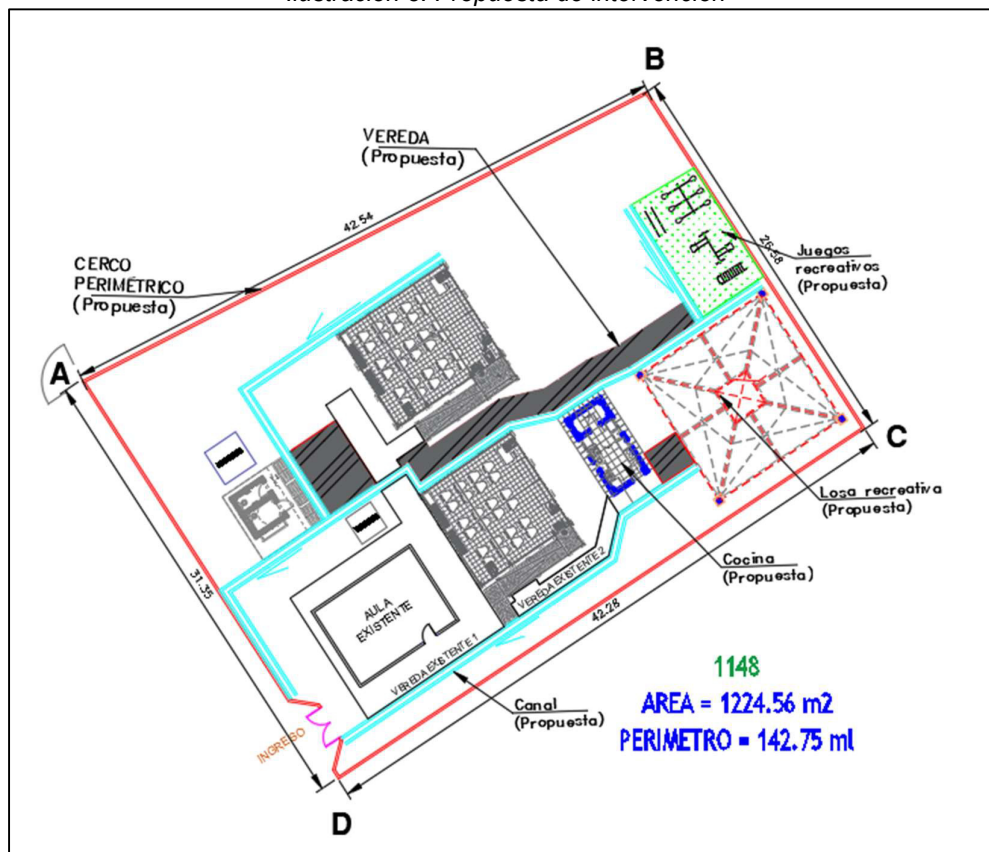 Ilustración 6. Propuesta de intervención
B
VEREDA
(Propuesta)
42.54
CERCO
PERIMÉTRICO
(Propuesta)
26.58
Juegos
recreativos
(Propuesta)
A
C
Losa recreativa
(Propuesta)
Cocina
(Propuesta)
31.35
AULA
EXISTENTE
VEREDA EXISTENTE 2
VEREDA EXISTENTE 1
42.28
Canal
(Propuesta)
INGRESO
D
1148
AREA = 1224.56 m2
PERIMETRO = 142.75 ml